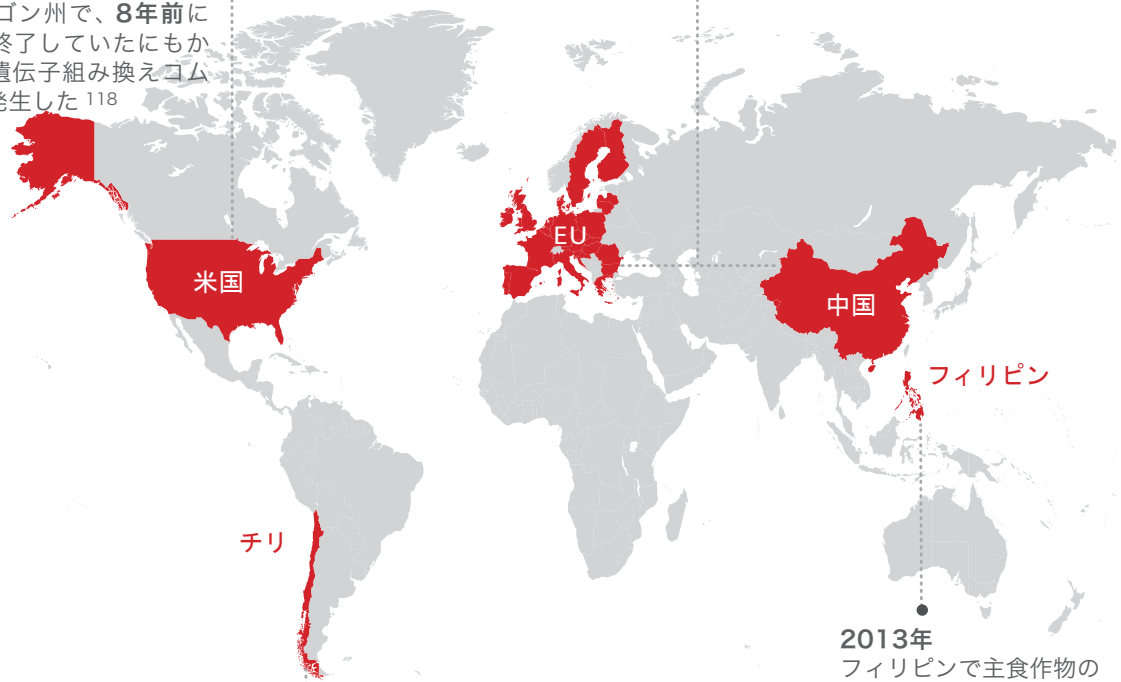 ゴン州で、8年前に
終了していたにもか
遺伝子組み換えコム
発生した 118
米国
EU
中国
フィリピン
チリ
2013年
フィリピンで主食作物の